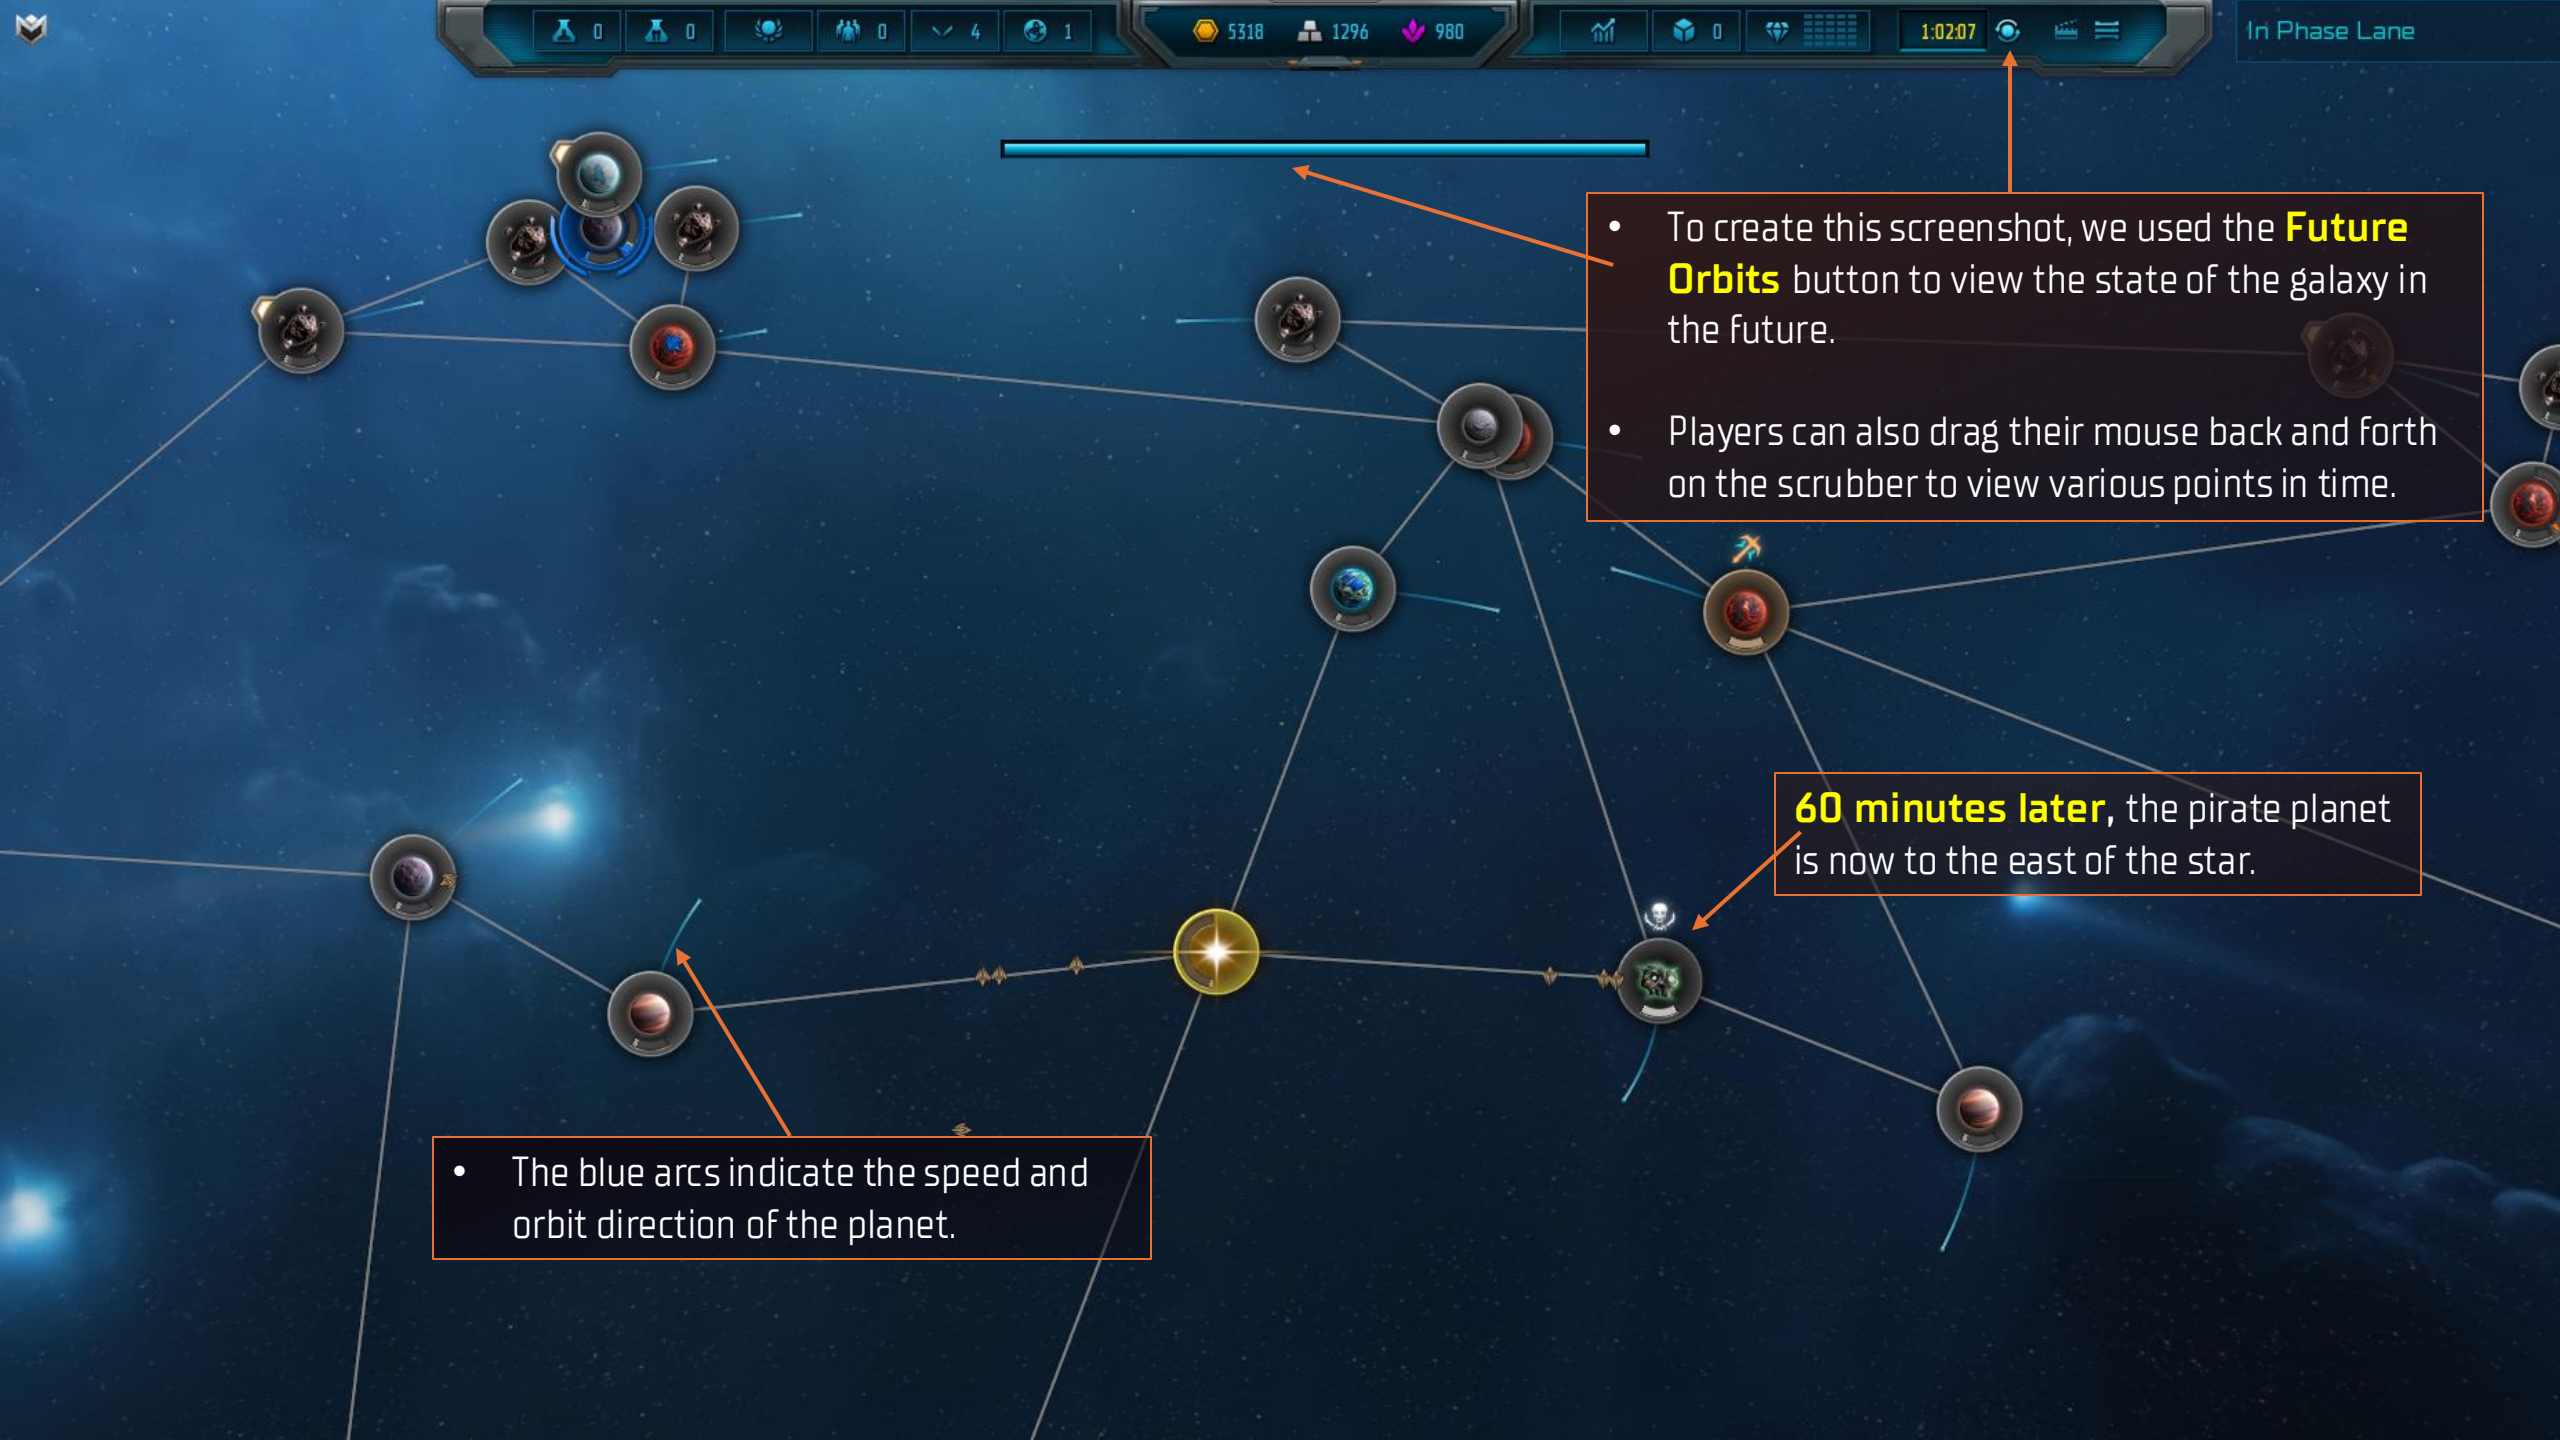 0
0
0
4
1
5318
1296
980
0
1:02:07
In Phase Lane
• To create this screenshot, we used the Future
Orbits button to view the state of the galaxy in
the future.
• Players can also drag their mouse back and forth
on the scrubber to view various points in time.
60 minutes later, the pirate planet
is now to the east of the star.
• The blue arcs indicate the speed and
orbit direction of the planet.